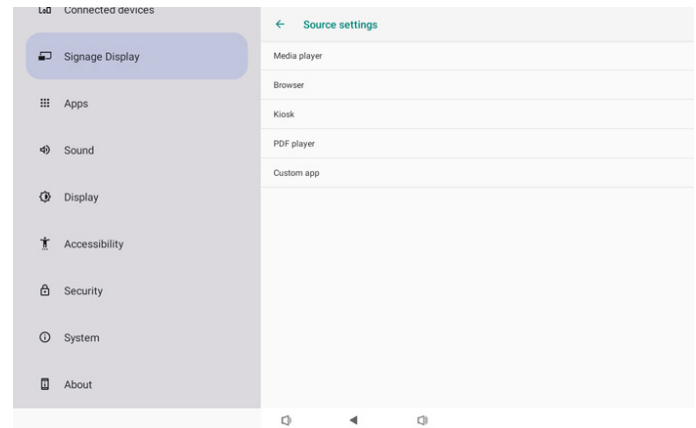 Connected devices
Signage Display
Apps
Sound
Display
Accessibility
Security
System
About
Source settings
Media player
Browser
Kiosk
PDF player
Custom app